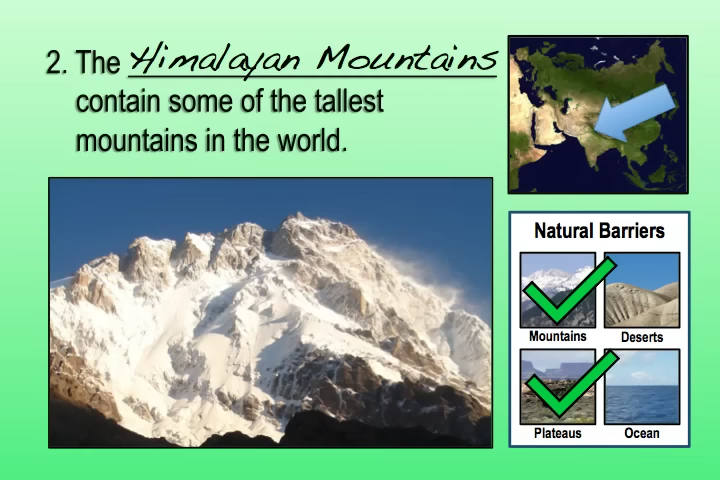 2. The Himalayan Mountains
contain some of the tallest
mountains in the world.
Natural Barriers
Mountains
Deserts
Plateaus
Ocean